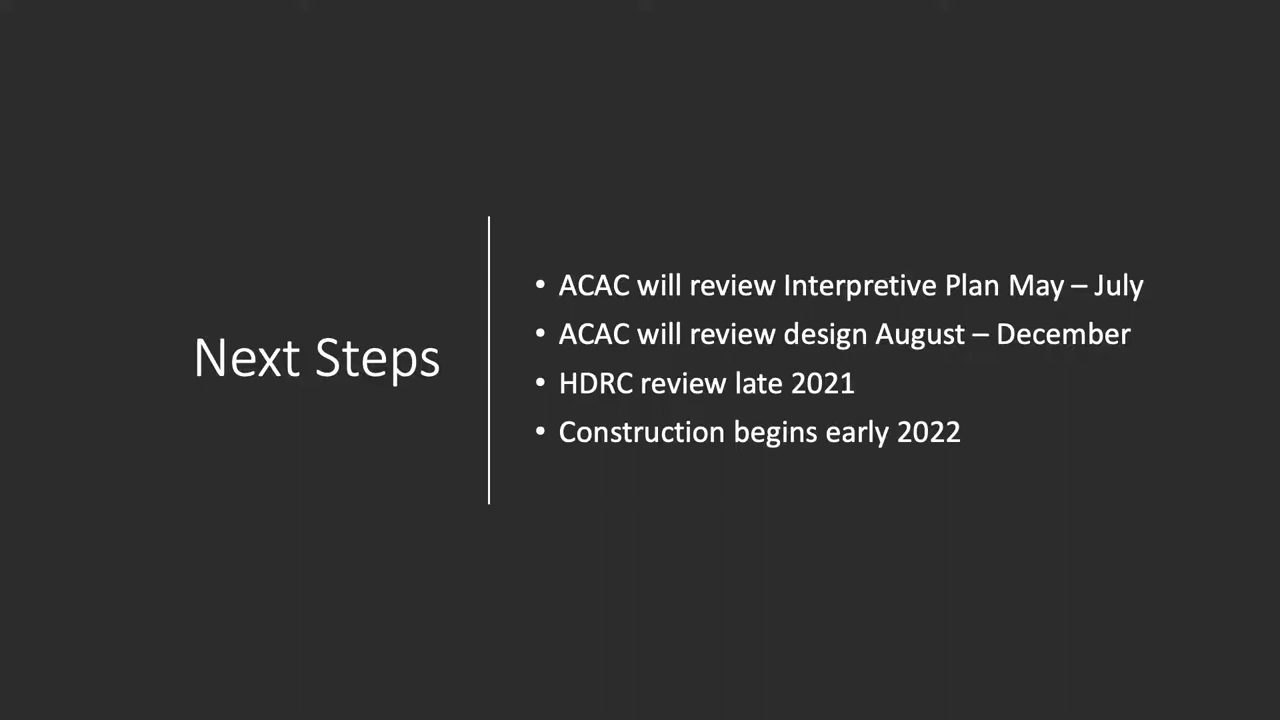 Next Steps
• ACAC will review Interpretive Plan May – July
• ACAC will review design August – December
• HDRC review late 2021
• Construction begins early 2022